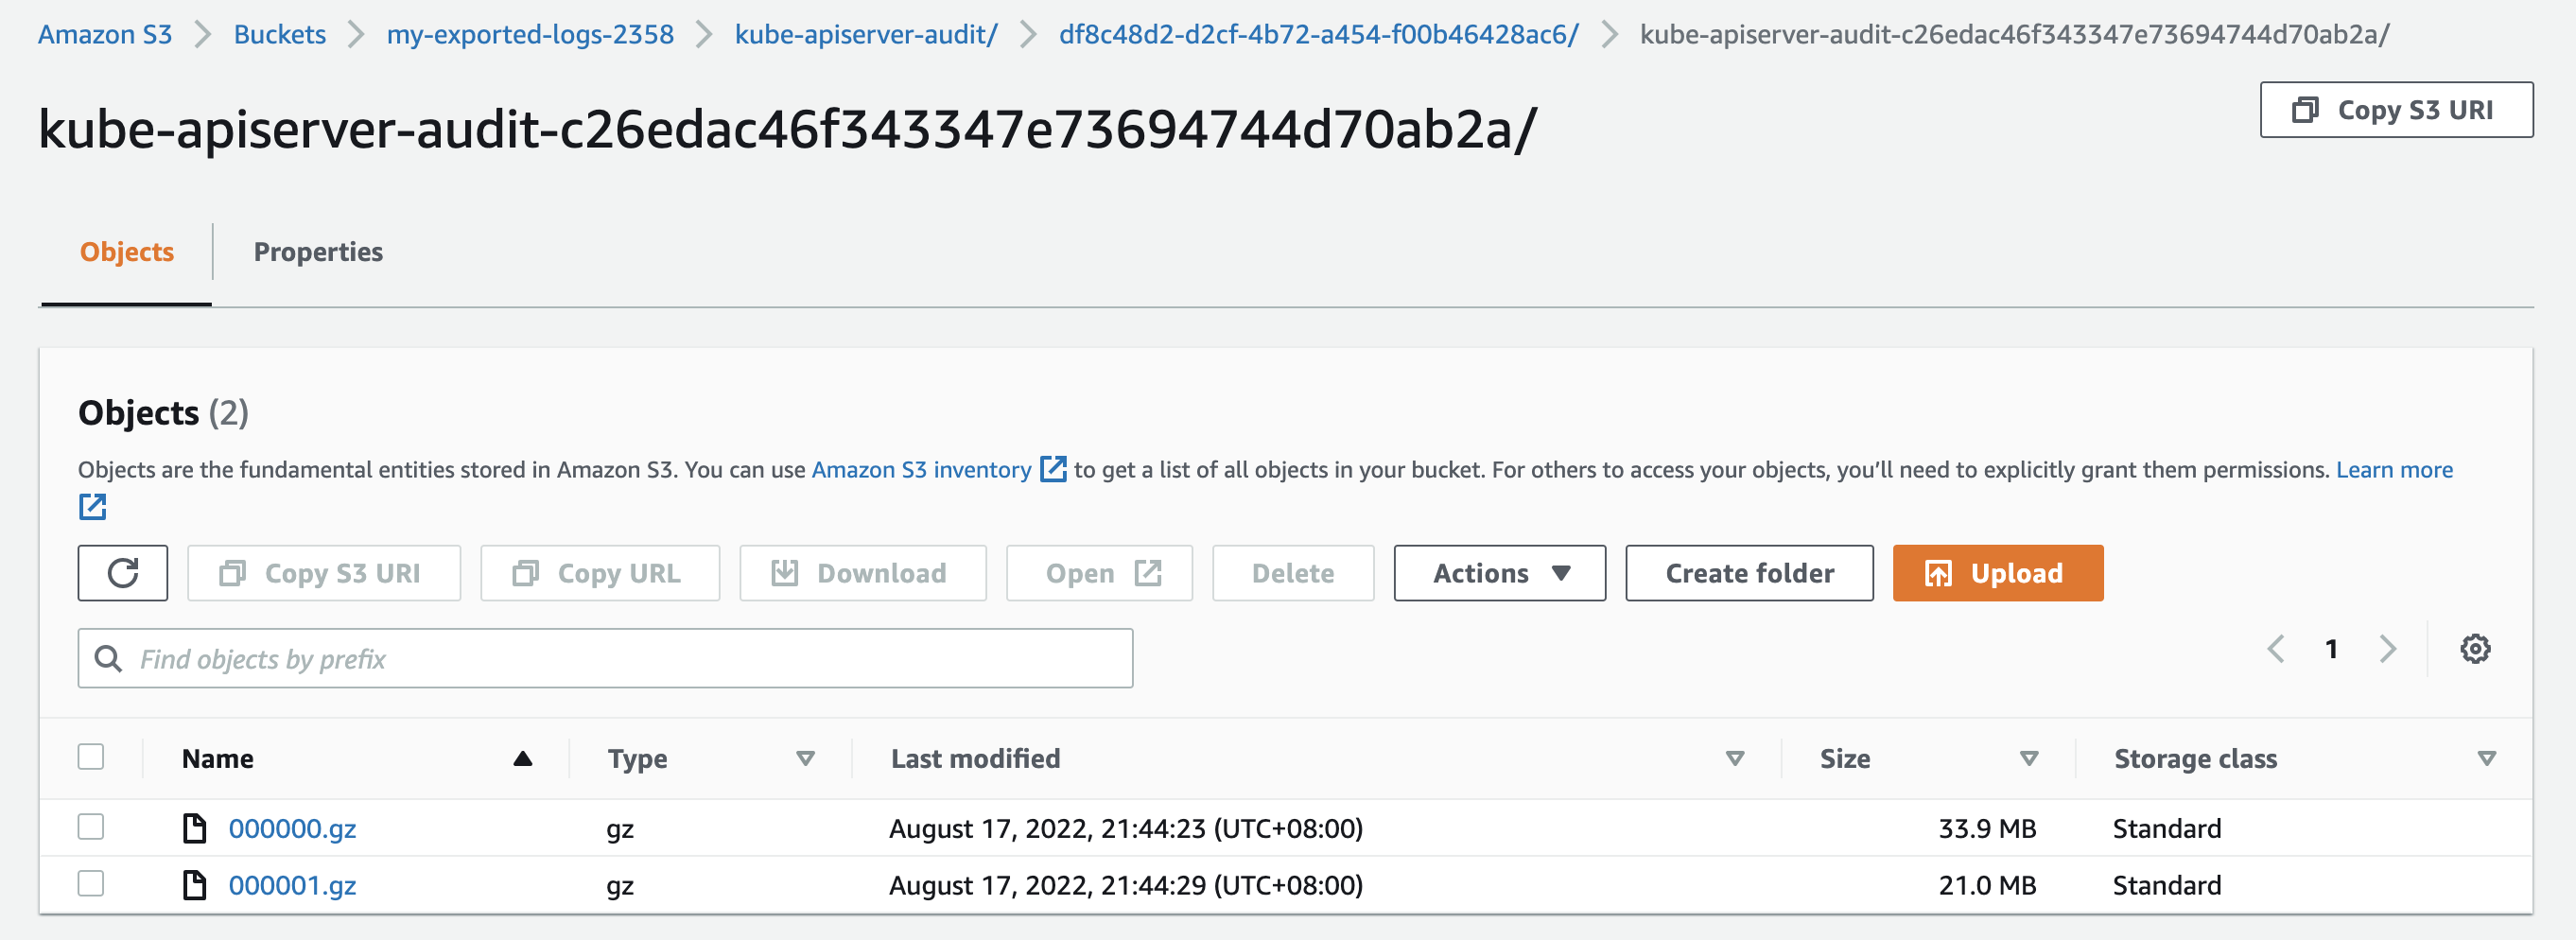 Amazon S3 Buckets my-exported-logs-2358 kube-apiserver-audit/ df8c48d2-d2cf-4b72-a454-f00b46428ac6/ kube-apiserver-audit-c26edac46f343347e73694744d70ab2a/
kube-apiserver-audit-c26edac46f343347e73694744d70ab2a/
Copy S3 URI
Objects Properties
Objects (2)
Objects are the fundamental entities stored in Amazon S3. You can use Amazon S3 inventory to get a list of all objects in your bucket. For others to access your objects, you’ll need to explicitly grant them permissions. Learn more
Copy S3 URI Copy URL Download Open Delete Actions Create folder Upload
Find objects by prefix 1
Name Type Last modified Size Storage class
000000.gz gz August 17, 2022, 21:44:23 (UTC+08:00) 33.9 MB Standard
000001.gz gz August 17, 2022, 21:44:29 (UTC+08:00) 21.0 MB Standard